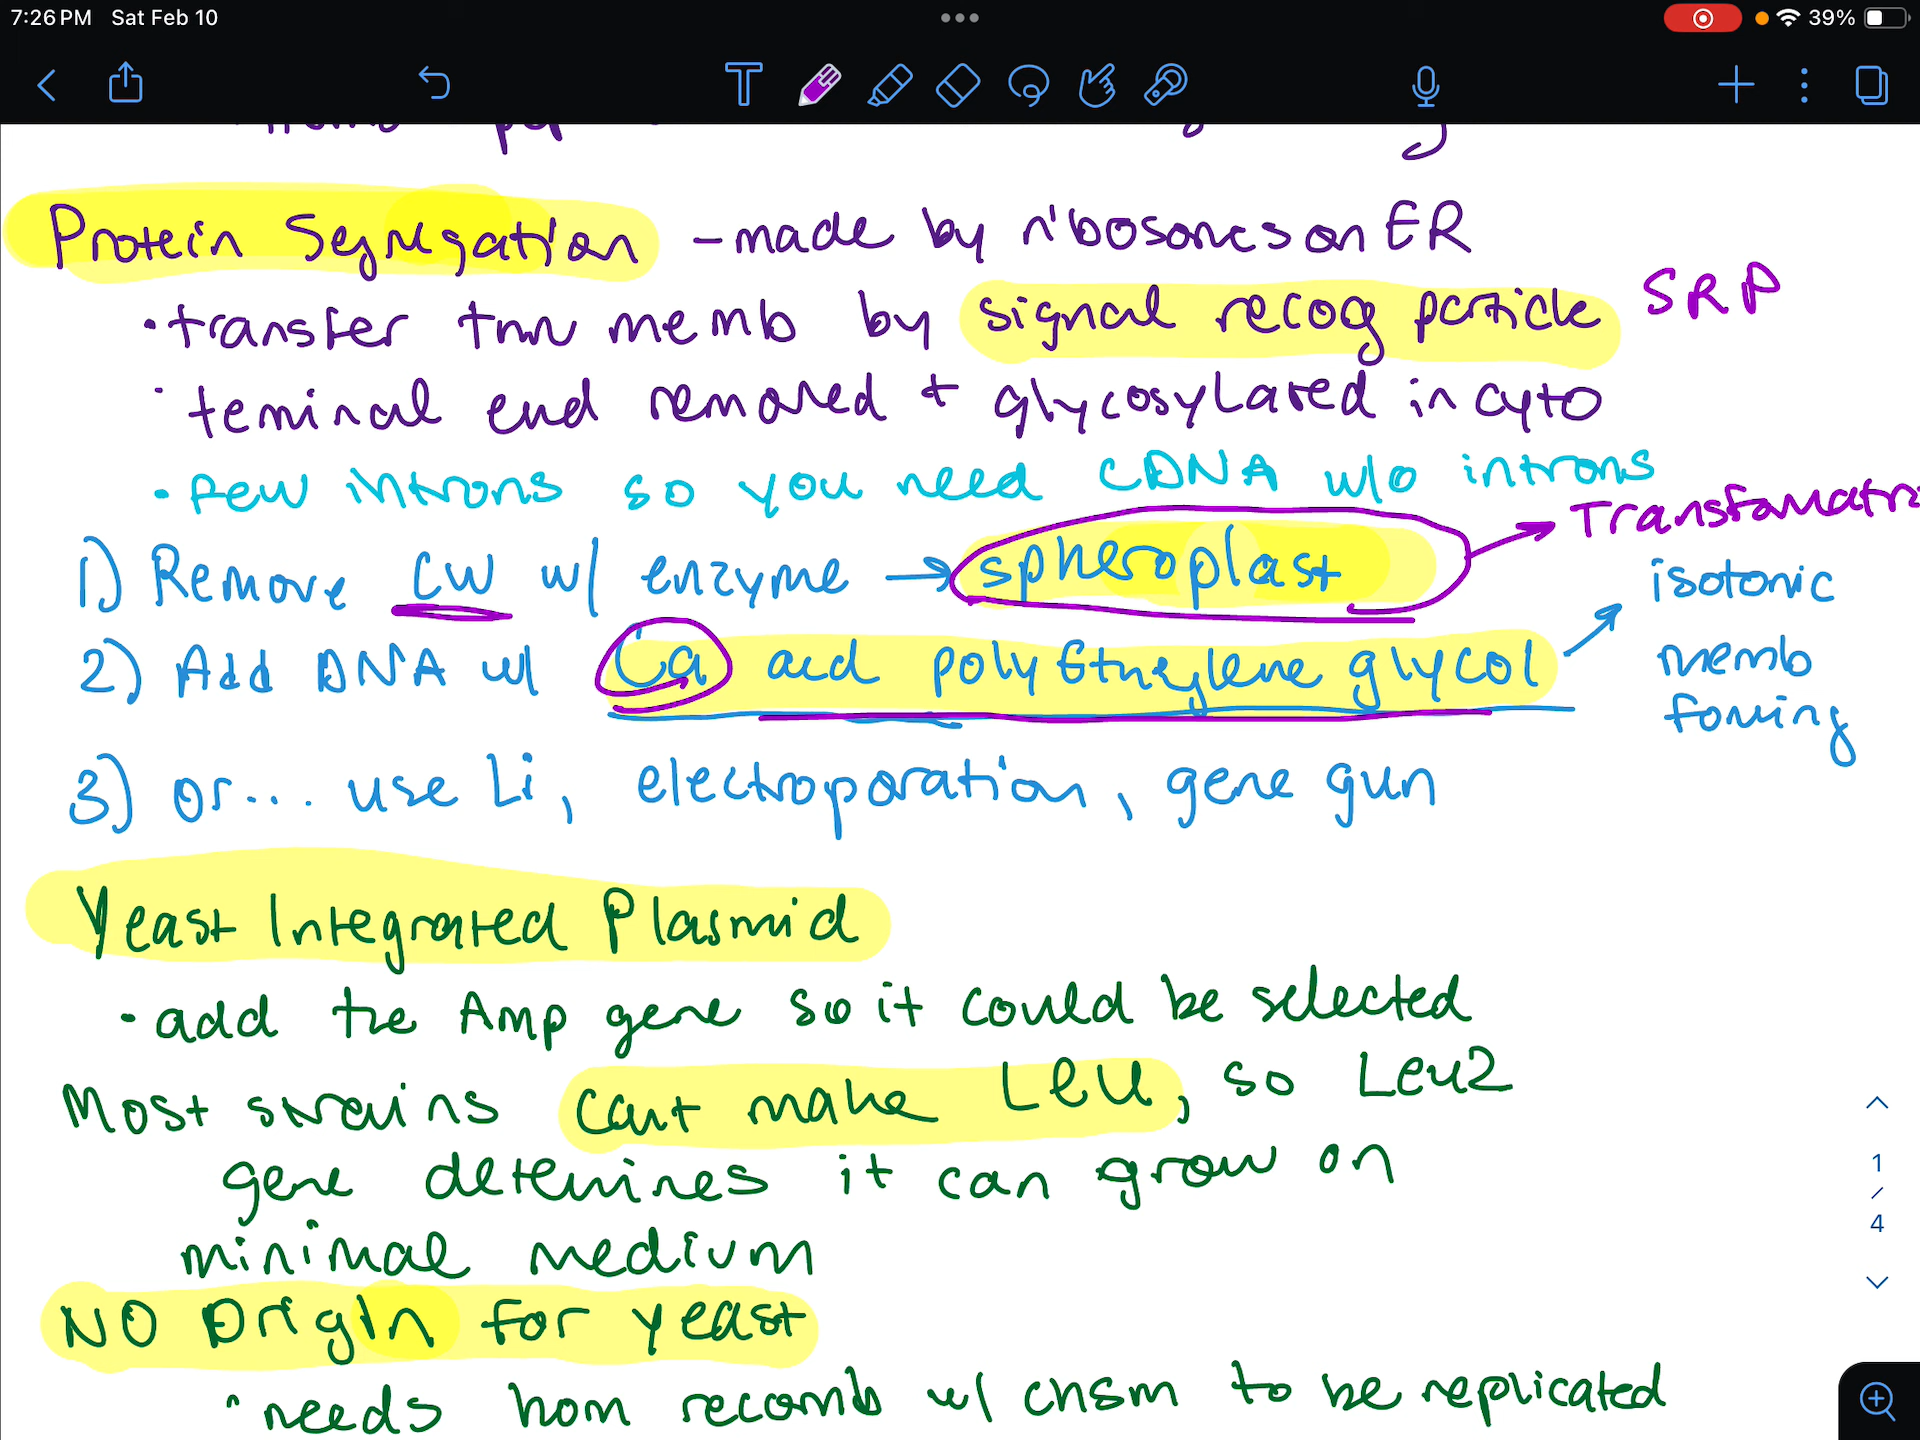 7:26 PM Sat Feb 10
39%
Protein Segregation - made by ribosomes on ER
• transfer thru memb by signal recog particle SRP
• teminal end removed + glycosylated in cyto
• few introns so you need CDNA w/o introns
1) Remove CW w/ enzyme → spheroplast → Transfomatri
2) Add DNA w/ Ca and polyEthylene glycol → isotonic
memb
foming
3) or... use Li, electroporation, gene gun
Yeast Integrated Plasmid
• add the Amp gene so it could be selected
Most strains cant make LEU, so Leu2
gene detemines it can grow on
minimal medium
NO Origin for yeast
• needs hom recomb w/ chsm to be replicated
1
/
4